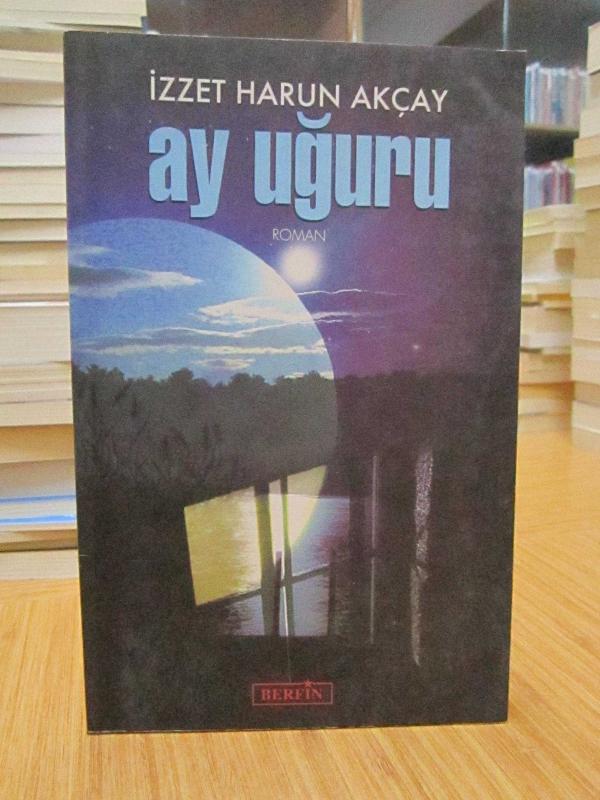 İZZET HARUN AKÇAY
ay uğuru
ROMAN
BERFİN